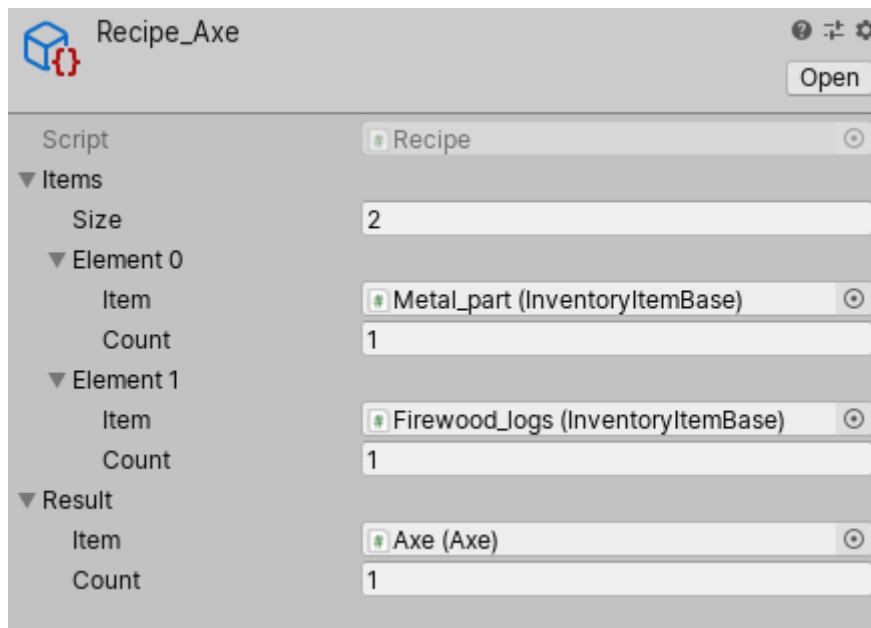 Recipe_Axe
Open
Script Recipe
Items
Size 2
Element 0
Item Metal_part (InventoryItemBase)
Count 1
Element 1
Item Firewood_logs (InventoryItemBase)
Count 1
Result
Item Axe (Axe)
Count 1